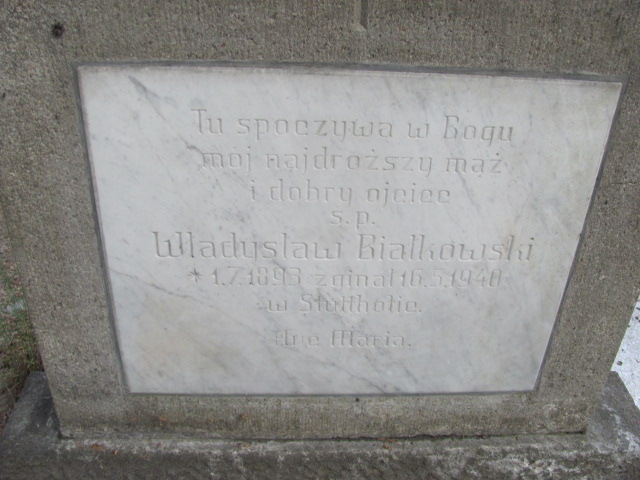 Tu spoczywa w Bogu
mój najdroższy mąż
i dobry ojciec
s.p.
Władysław Białkowski
* 1.7.1893 zginął 16.5.1940
w Stutthofie.
Ave Maria.